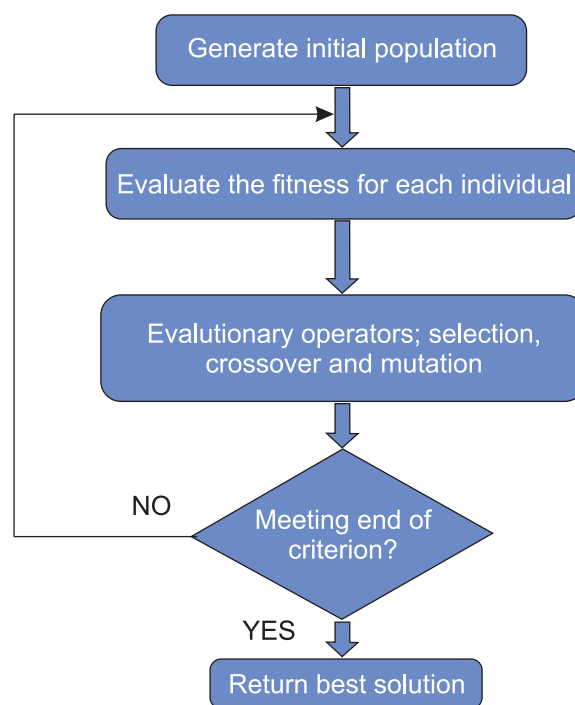 Generate initial population
Evaluate the fitness for each individual
Evalutionary operators; selection,
crossover and mutation
NO
Meeting end of
criterion?
YES
Return best solution